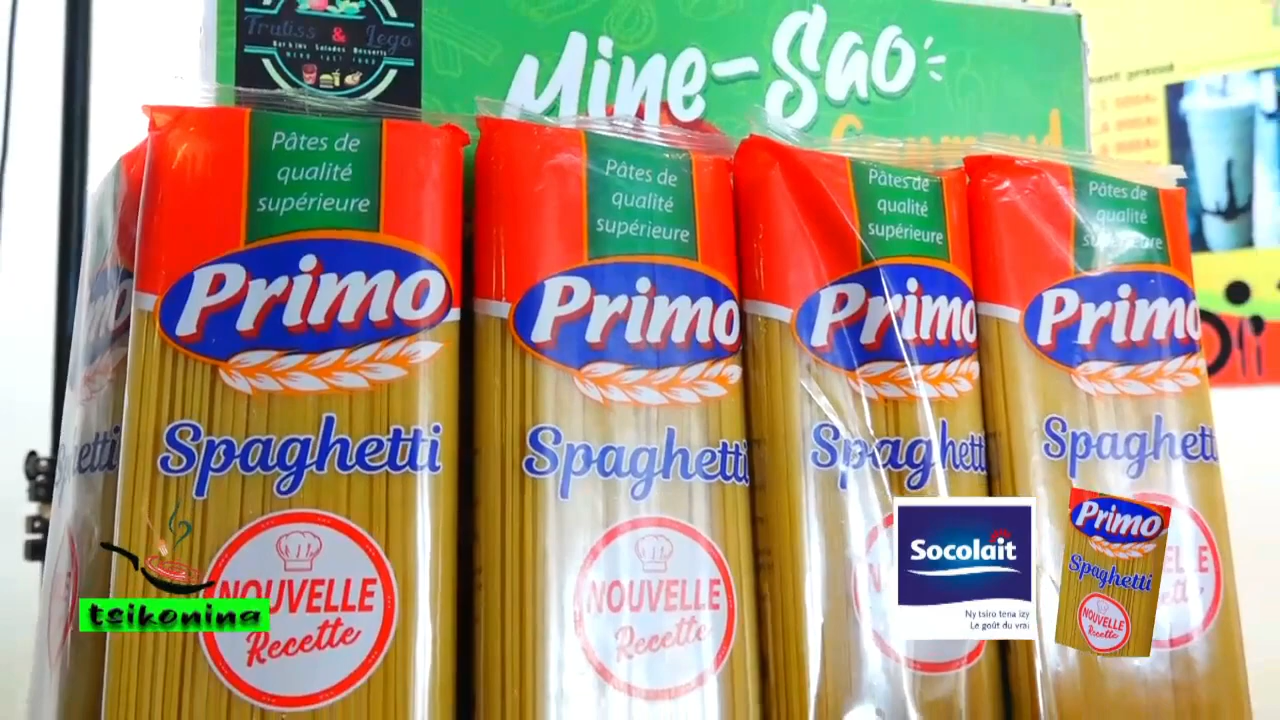 Frutiss & Lego
Mine-Sao
Pâtes de
qualité
supérieure
Primo
Spaghetti
NOUVELLE
Recette
Pâtes de
qualité
supérieure
Primo
Spaghetti
NOUVELLE
Recette
Pâtes de
qualité
supérieure
Primo
Spaghetti
Pâtes de
qualité
supérieure
Primo
Spaghetti
tsikonina
Socolait
Ny tsiro tena izy
Le goût du vrai
Primo
Spaghetti
NOUVELLE
Recette